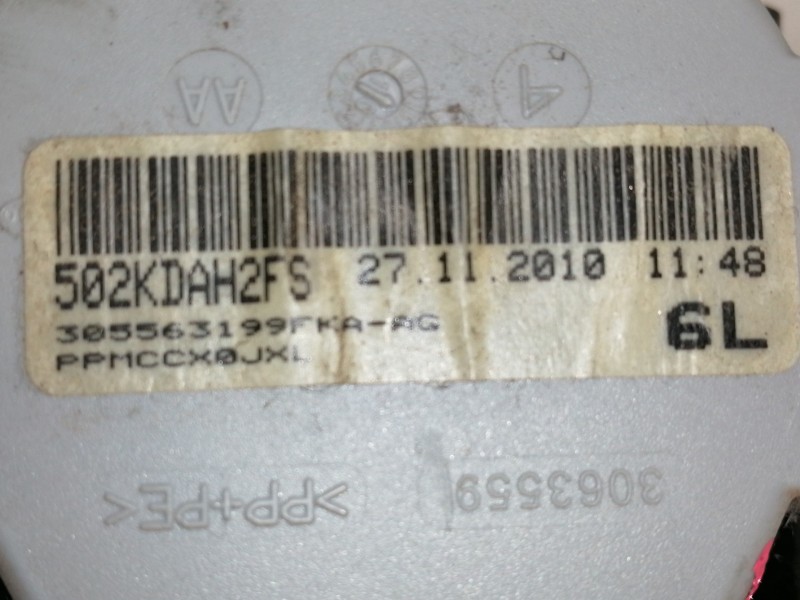 AA 4
502KDAH2FS 27.11.2010 11:48
305563199FKA-AG 6L
PPMCCX0JXL
>PP+PE< 3063559